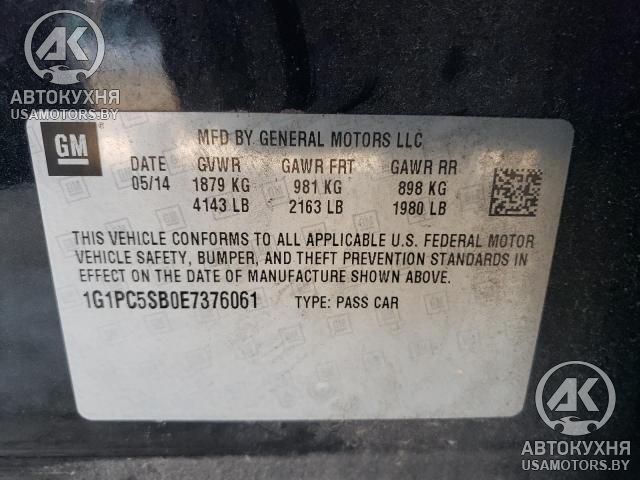 AK
АВТОКУХНЯ
USAMOTORS.BY
GM
MFD BY GENERAL MOTORS LLC
DATE GVWR GAWR FRT GAWR RR
05/14 1879 KG 981 KG 898 KG
4143 LB 2163 LB 1980 LB
THIS VEHICLE CONFORMS TO ALL APPLICABLE U.S. FEDERAL MOTOR
VEHICLE SAFETY, BUMPER, AND THEFT PREVENTION STANDARDS IN
EFFECT ON THE DATE OF MANUFACTURE SHOWN ABOVE.
1G1PC5SB0E7376061 TYPE: PASS CAR
АК
АВТОКУХНЯ
USAMOTORS.BY